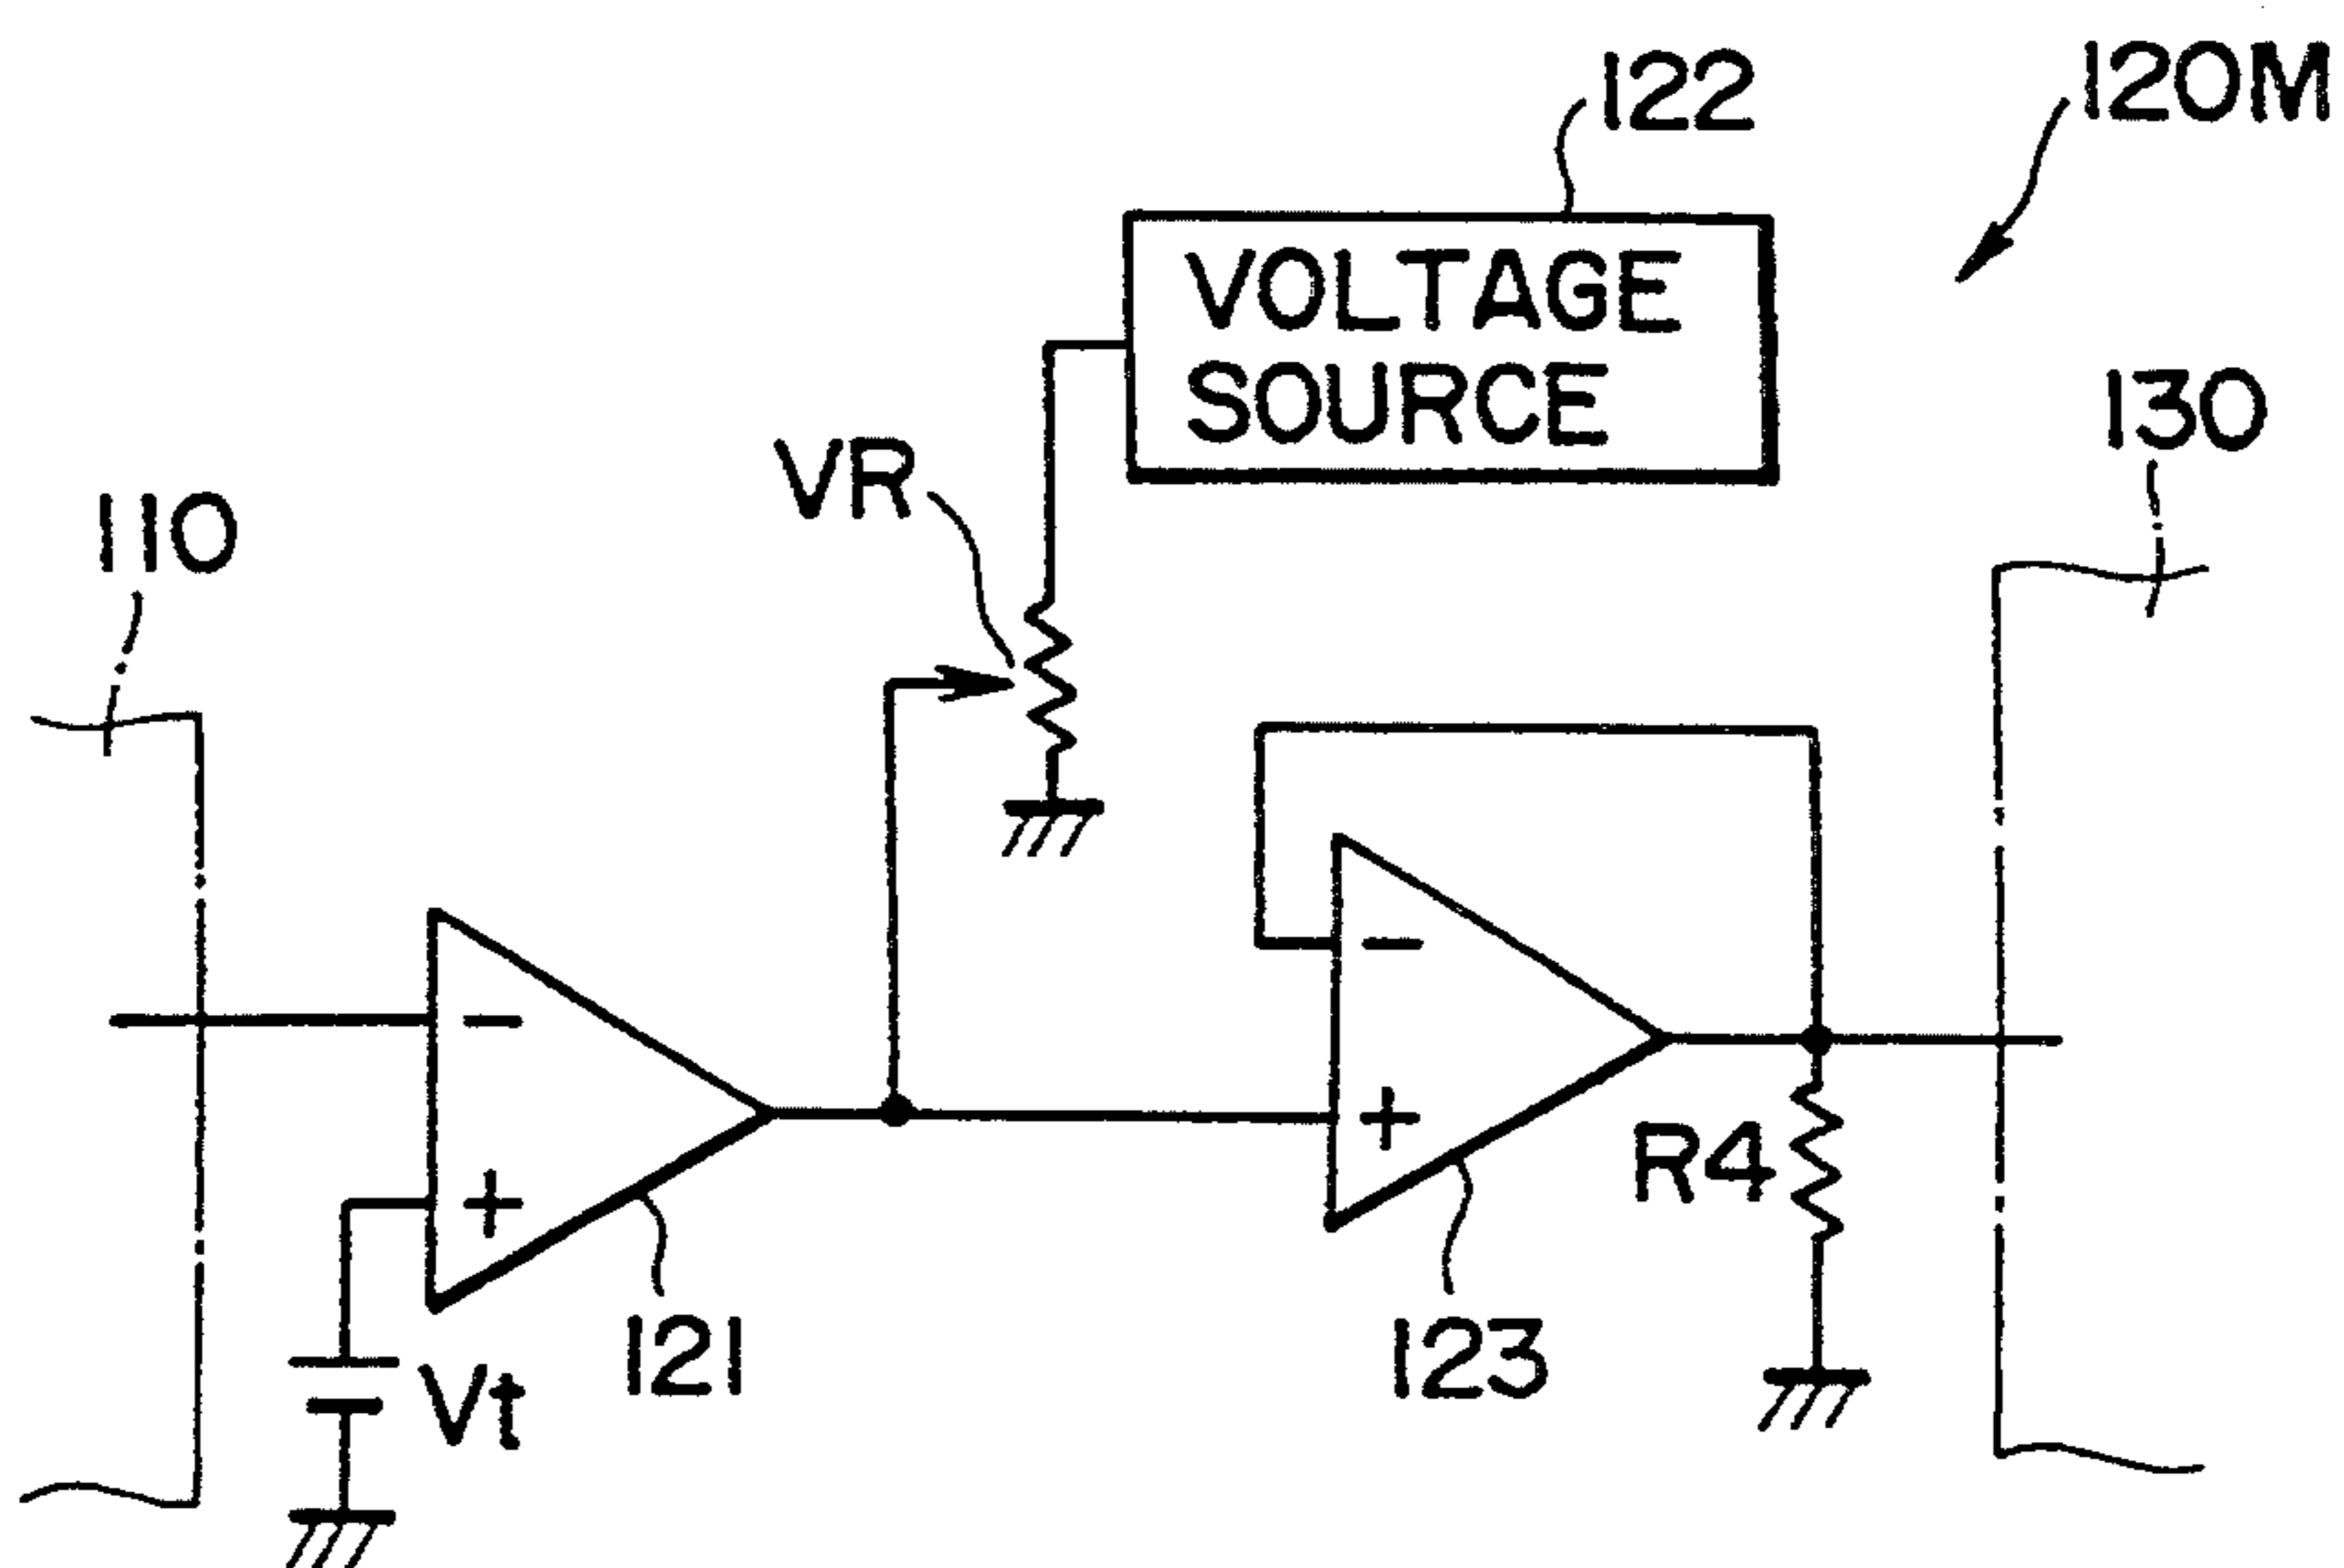 122
120M
VOLTAGE
SOURCE
130
VR
110
−
−
+
R4
+
121
123
Vt